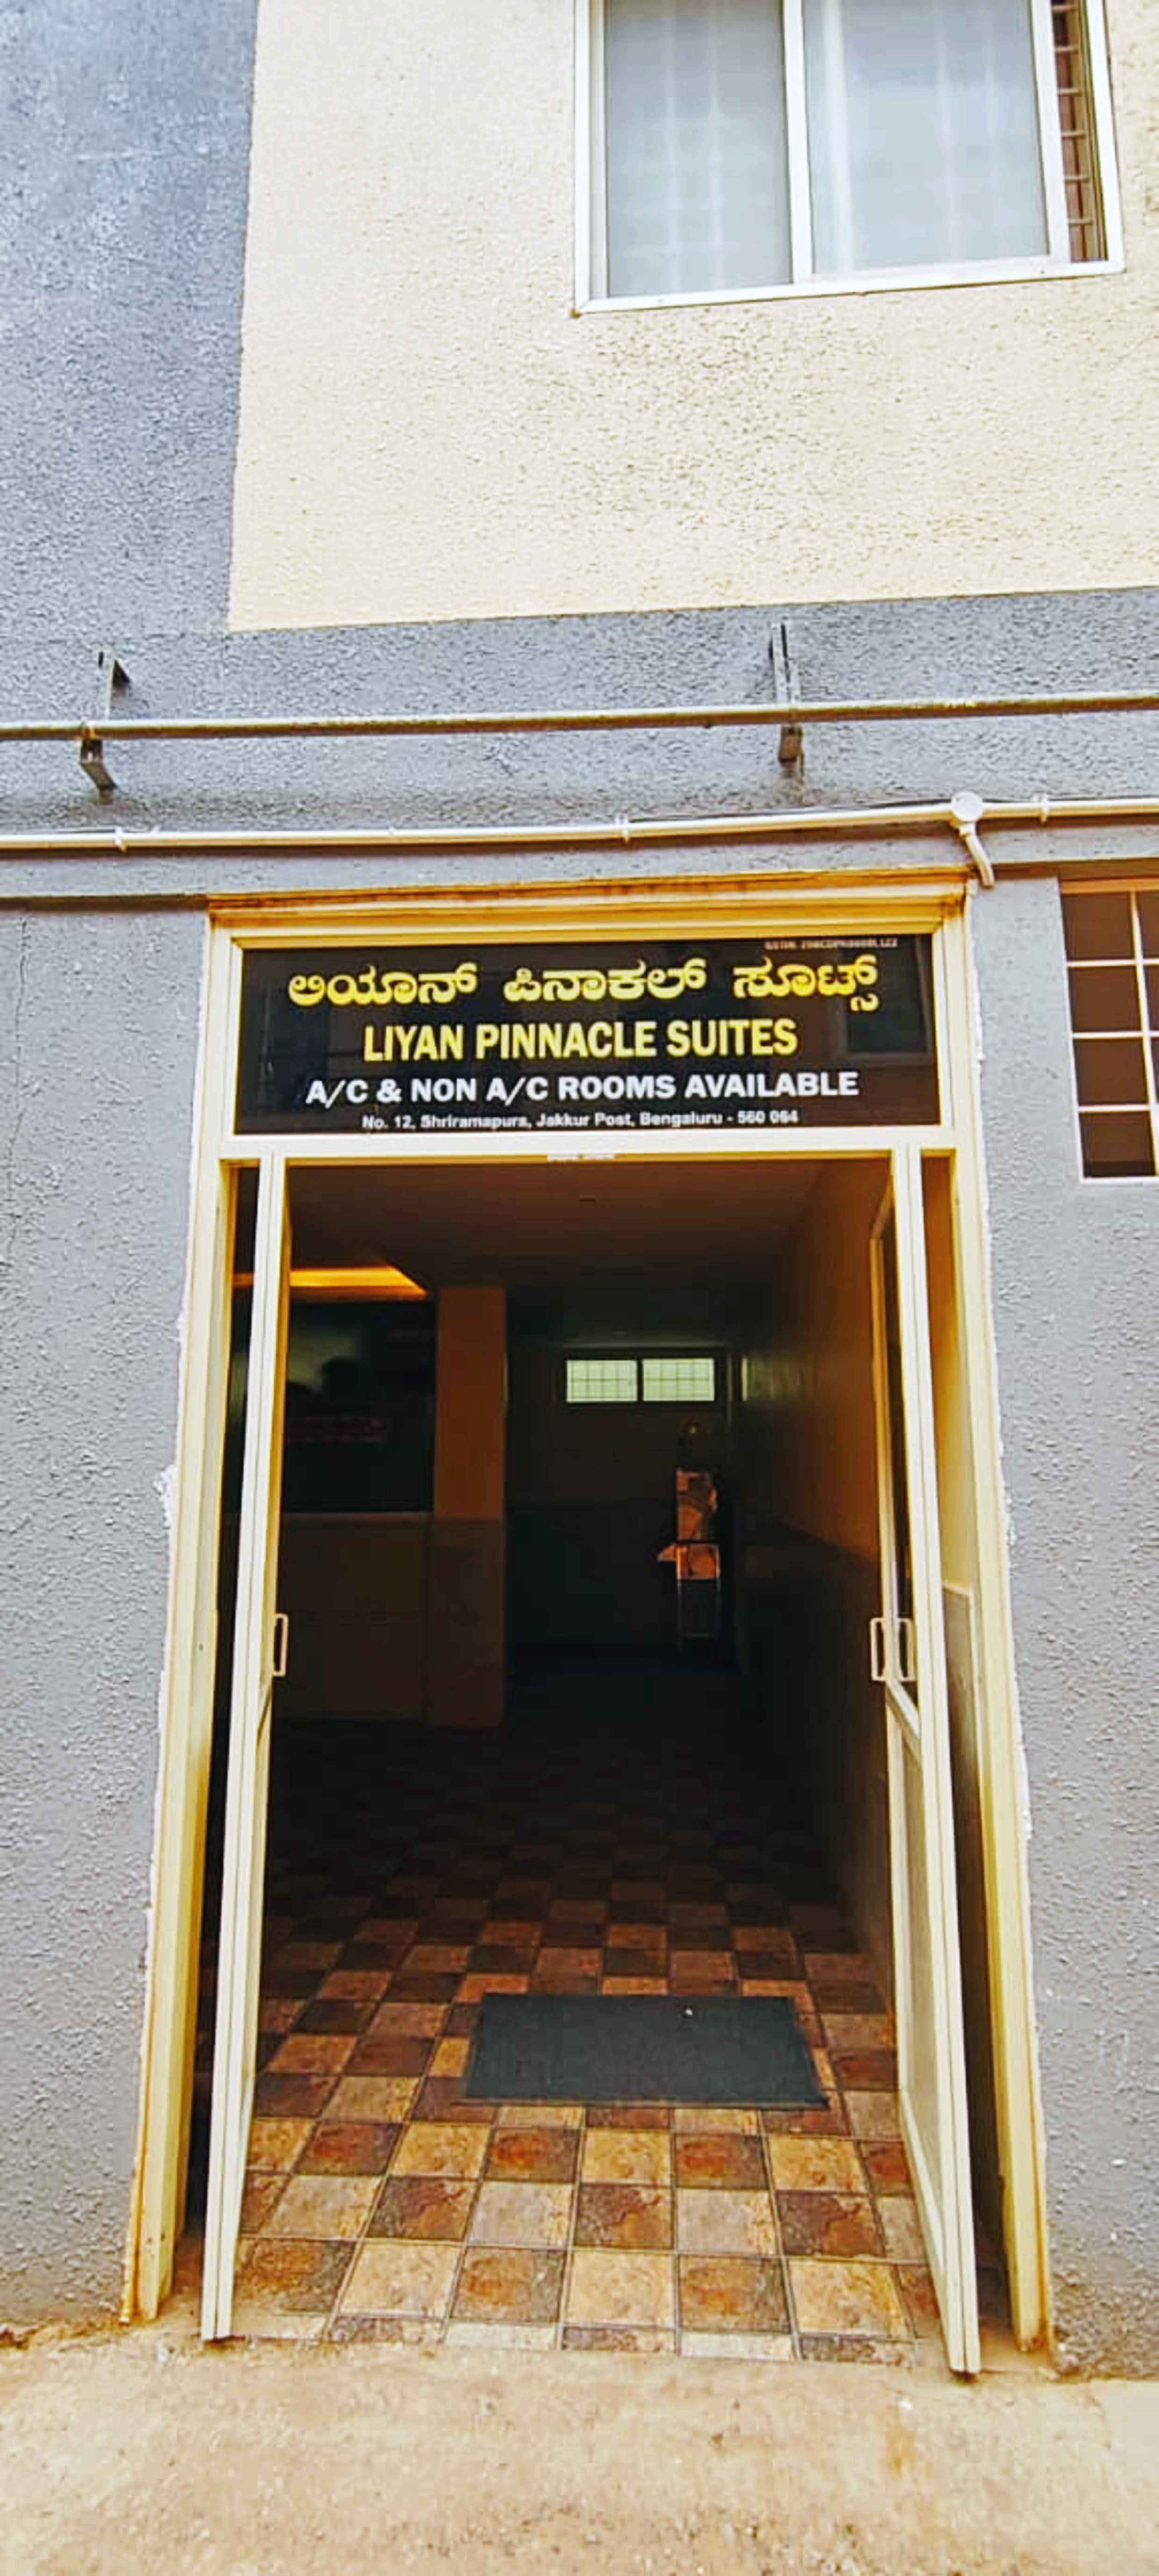 ಲಿಯಾನ್ ಪಿನಾಕಲ್ ಸೂಟ್ಸ್
LIYAN PINNACLE SUITES
A/C & NON A/C ROOMS AVAILABLE
No. 12, Shriramapura, Jakkur Post, Bengaluru - 560 064